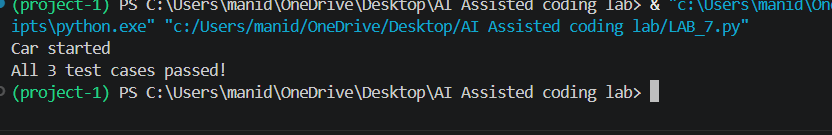 (project-1) PS C:\Users\manid\OneDrive\Desktop\AI Assisted coding lab> & "c:\Users\manid\On
ipts\python.exe" "c:/Users/manid/OneDrive/Desktop/AI Assisted coding lab/LAB_7.py"
Car started
All 3 test cases passed!
(project-1) PS C:\Users\manid\OneDrive\Desktop\AI Assisted coding lab>